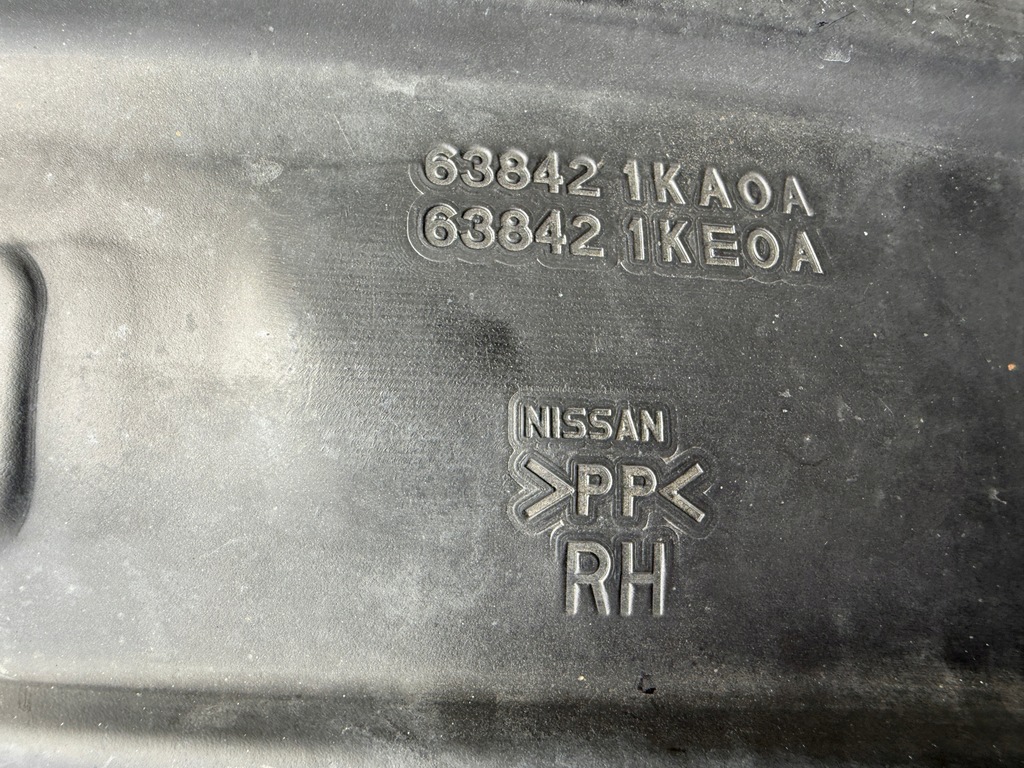 63842 1KA0A
63842 1KE0A
NISSAN
>PP<
RH